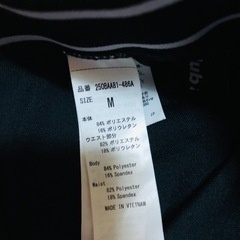 品番 250BAA81-486A
SIZE M
本体
84% ポリエステル
16% ポリウレタン
ウエスト部分
82% ポリエステル
18% ポリウレタン
Body
84% Polyester
16% Spandex
Waist
82% Polyester
18% Spandex
MADE IN VIETNAM